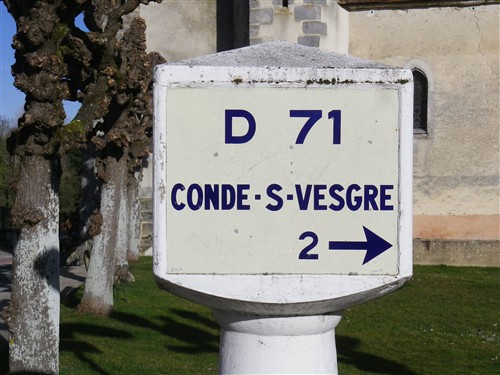 D 71
CONDE-S-VESGRE
2 →